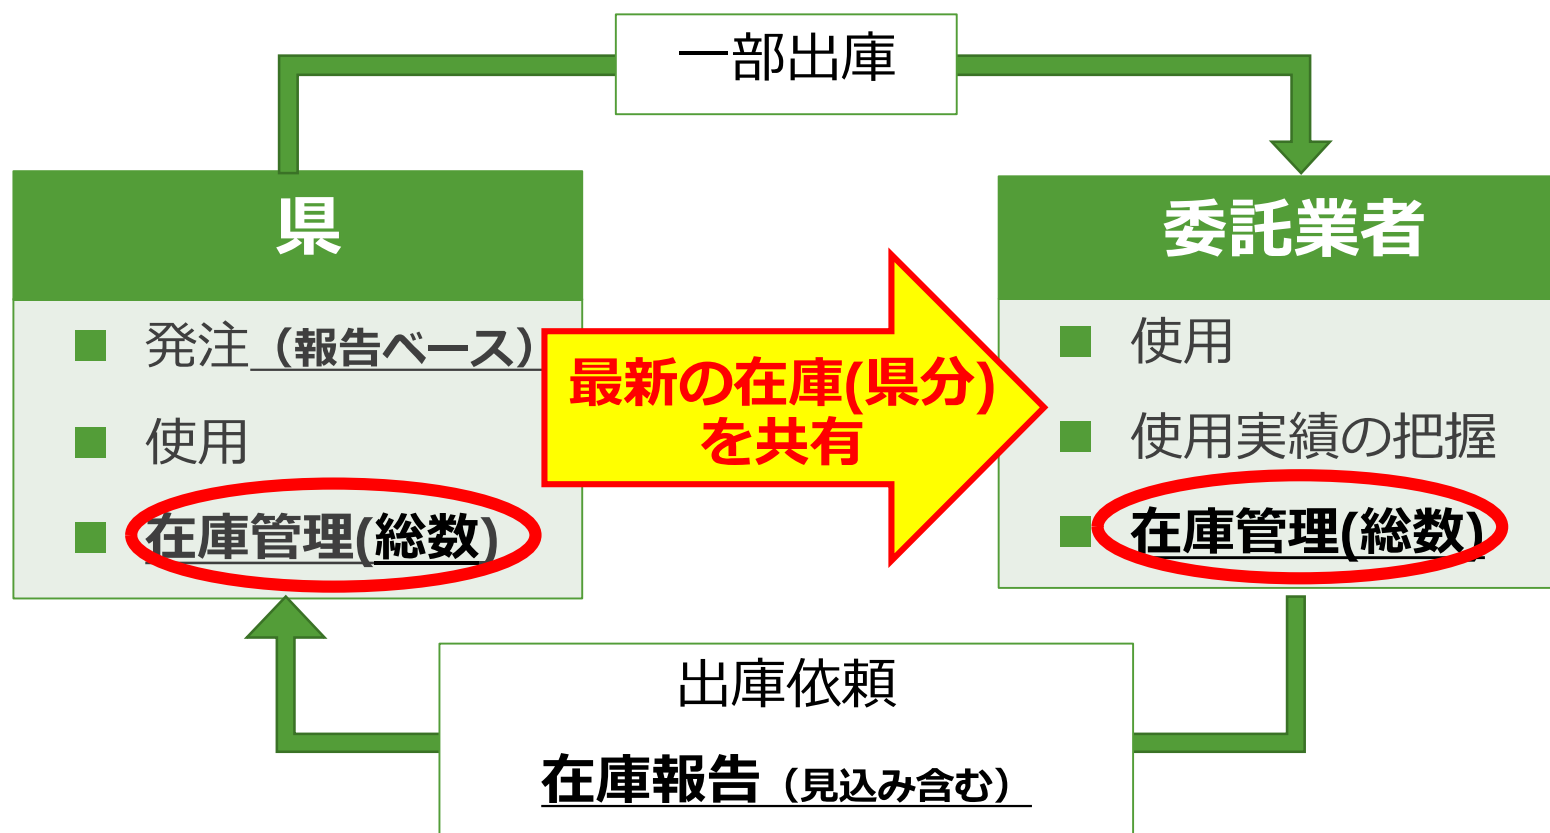 一部出庫
県
発注（報告ベース）
使用
在庫管理(総数)
最新の在庫(県分)
を共有
委託業者
使用
使用実績の把握
在庫管理(総数)
出庫依頼
在庫報告（見込み含む）